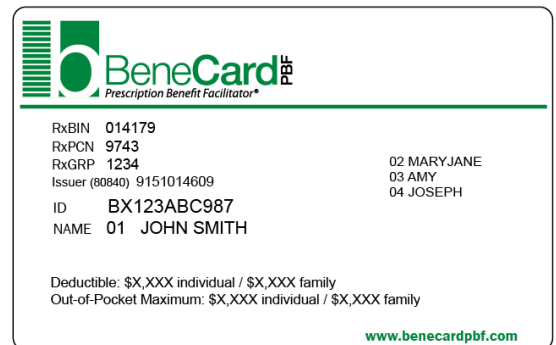 BeneCard PBF
Prescription Benefit Facilitator®
RxBIN 014179
RxPCN 9743
RxGRP 1234
Issuer (80840) 9151014609
ID BX123ABC987
NAME 01 JOHN SMITH
02 MARYJANE
03 AMY
04 JOSEPH
Deductible: $X,XXX individual / $X,XXX family
Out-of-Pocket Maximum: $X,XXX individual / $X,XXX family
www.benecardpbf.com